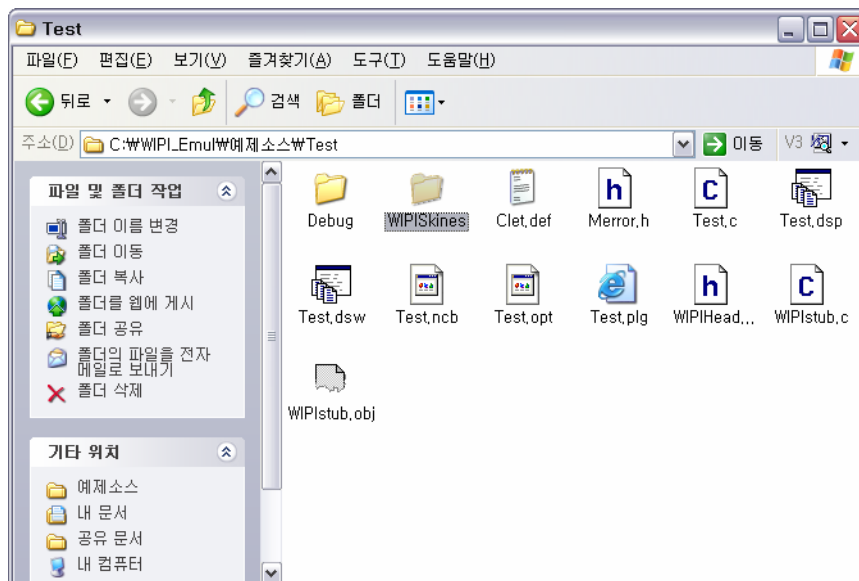 Test
파일(F) 편집(E) 보기(V) 즐겨찾기(A) 도구(T) 도움말(H)
뒤로 검색 폴더
주소(D) C:₩WIPI_Emul₩예제소스₩Test 이동 V3
파일 및 폴더 작업
폴더 이름 변경
폴더 이동
폴더 복사
폴더를 웹에 게시
폴더 공유
폴더의 파일을 전자
메일로 보내기
폴더 삭제
기타 위치
예제소스
내 문서
공유 문서
내 컴퓨터
Debug WIPISkines Clet.def Merror.h Test.c Test.dsp
Test.dsw Test.ncb Test.opt Test.plg WIPIHead... WIPIstub.c
WIPIstub.obj